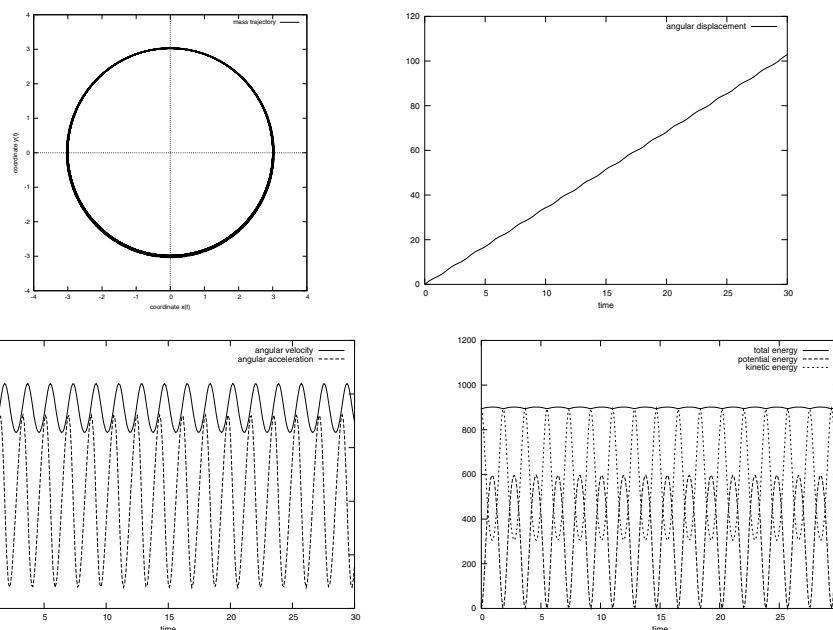 mass trajectory
4
3
2
1
0
-1
-2
-3
-4
coordinate y(t)
-4 -3 -2 -1 0 1 2 3 4
coordinate x(t)
angular displacement
120
100
80
60
40
20
0
0 5 10 15 20 25 30
time
angular velocity
angular acceleration
5 10 15 20 25 30
time
total energy
potential energy
kinetic energy
1200
1000
800
600
400
200
0
0 5 10 15 20 25
time